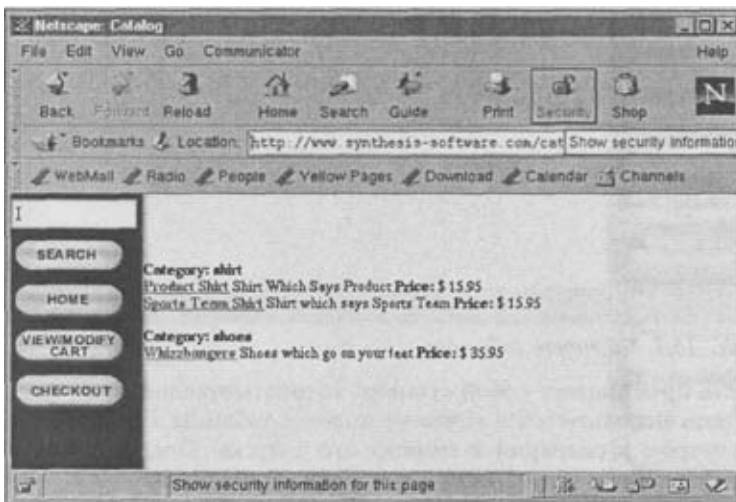 Netscape: Catalog
File Edit View Go Communicator Help
Back Forward Reload Home Search Guide Print Security Shop
N
Bookmarks Location: http://www.synthesis-software.com/cat Show security informatio
WebMail Radio People Yellow Pages Download Calendar Channels
SEARCH
HOME
VIEW/MODIFY
CART
CHECKOUT
Category: shirt
Product Shirt Shirt Which Says Product Price: $ 15.95
Sports Team Shirt Shirt which says Sports Team Price: $ 15.95
Category: shoes
Whizzbangers Shoes which go on your feet Price: $ 35.95
Show security information for this page